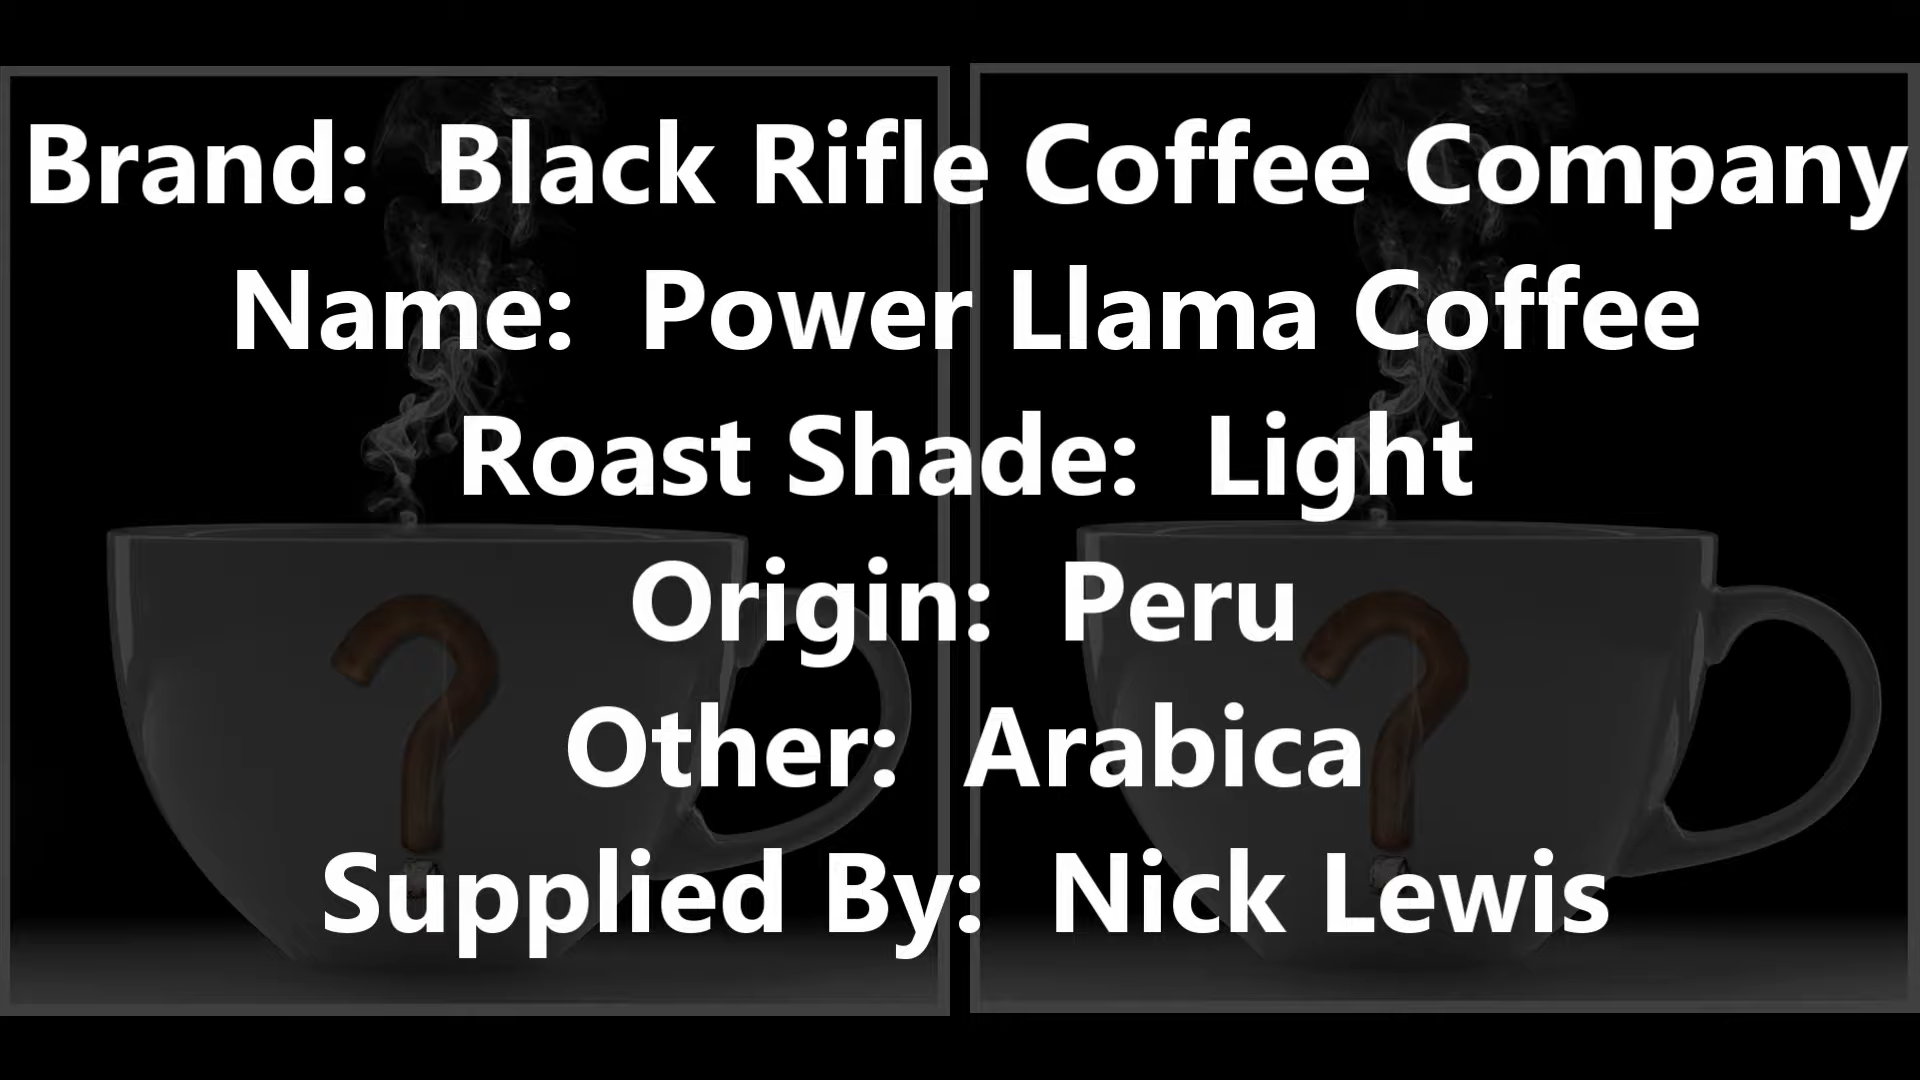 Brand:  Black Rifle Coffee Company
Name:  Power Llama Coffee
Roast Shade:  Light
Origin:  Peru
Other:  Arabica
Supplied By:  Nick Lewis